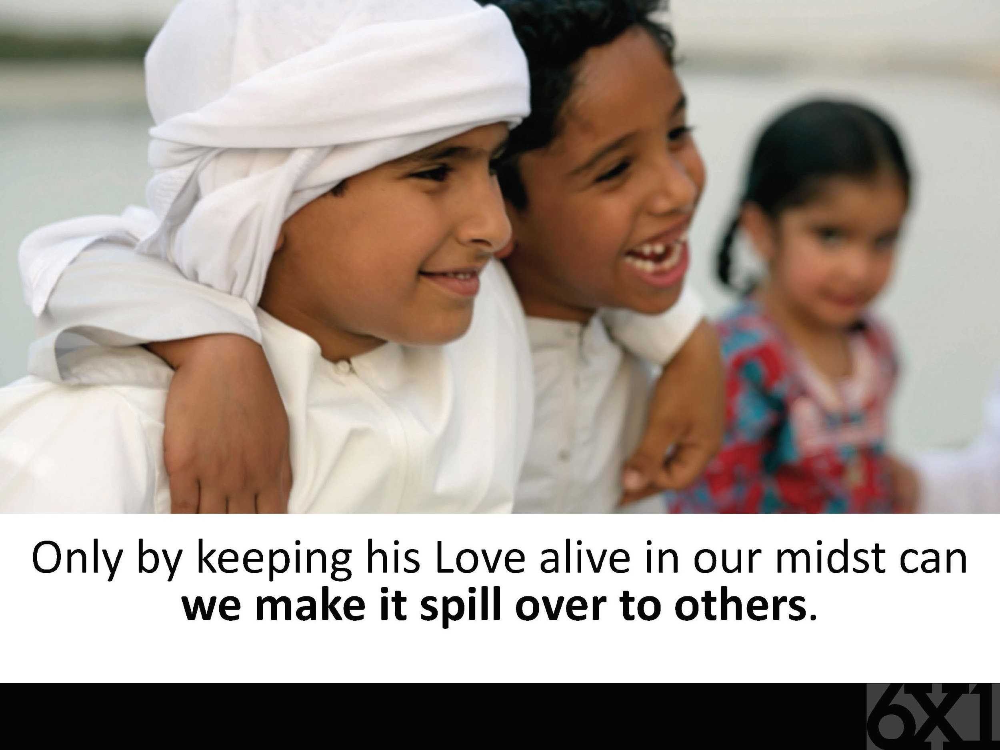 Only by keeping his Love alive in our midst can
we make it spill over to others.
6X1